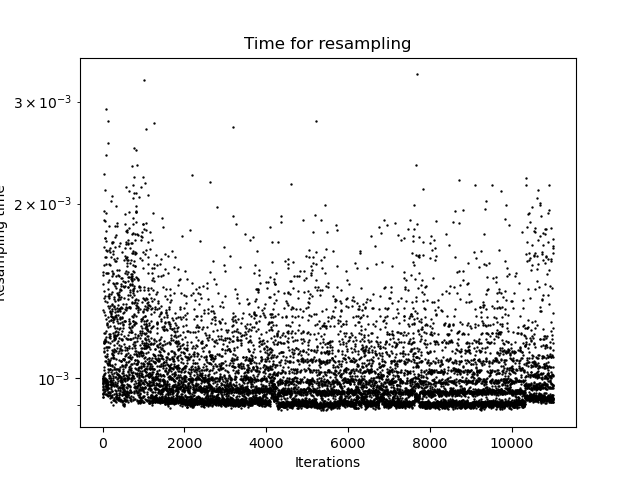 Time for resampling
3 × 10⁻³
2 × 10⁻³
10⁻³
Resampling time
0 2000 4000 6000 8000 10000
Iterations